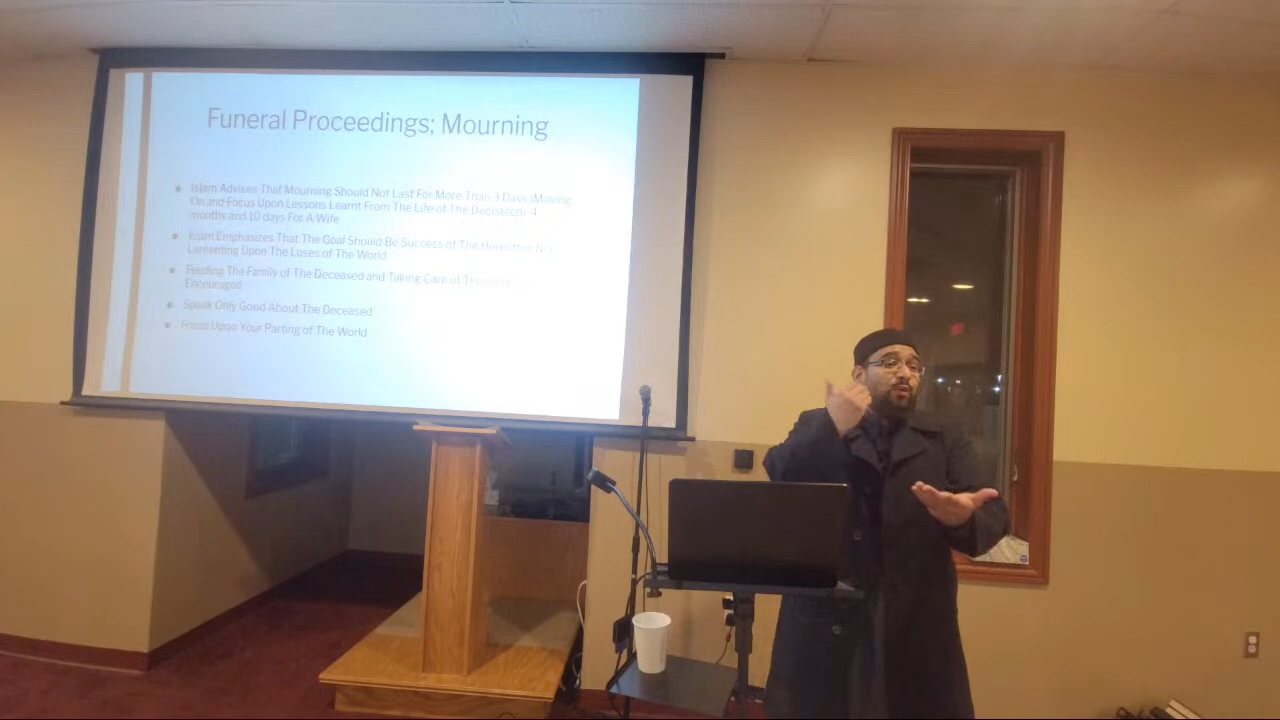 Funeral Proceedings; Mourning
Islam Advises That Mourning Should Not Last For More Than 3 Days (Moving
On and Focus Upon Lessons Learnt From The Life of The Deceased). 4
months and 10 days For A Wife
Islam Emphasizes That The Goal Should Be Success of The Hereafter Not
Lamenting Upon The Loses of The World
Feeding The Family of The Deceased and Taking Care of
Encouraged
Speak Only Good About The Deceased
Focus Upon Your Parting of The World